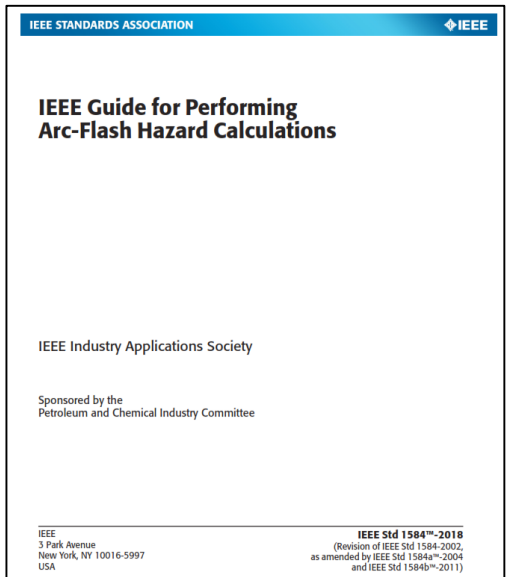 IEEE STANDARDS ASSOCIATION
IEEE
IEEE Guide for Performing
Arc-Flash Hazard Calculations
IEEE Industry Applications Society
Sponsored by the
Petroleum and Chemical Industry Committee
IEEE
3 Park Avenue
New York, NY 10016-5997
USA
IEEE Std 1584™-2018
(Revision of IEEE Std 1584-2002,
as amended by IEEE Std 1584a™-2004
and IEEE Std 1584b™-2011)